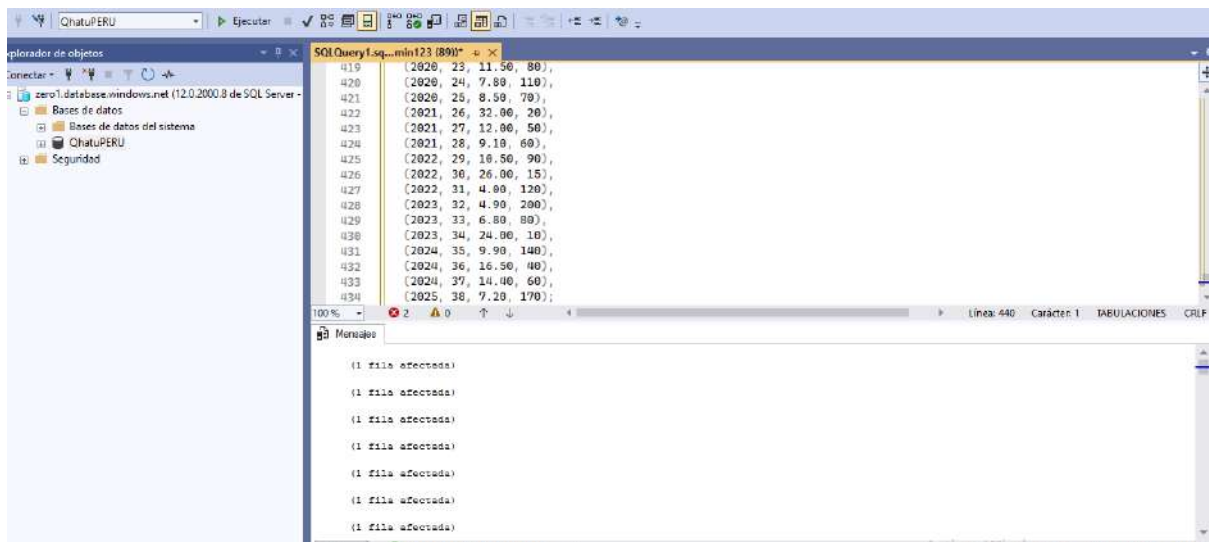 QhatuPERU
Ejecutar
Explorador de objetos
SQLQuery1.sq...min123 (89))*
Conectar
zero1.database.windows.net (12.0.2000.8 de SQL Server -
Bases de datos
Bases de datos del sistema
QhatuPERU
Seguridad
419 (2020, 23, 11.50, 80),
420 (2020, 24, 7.80, 110),
421 (2020, 25, 8.50, 70),
422 (2021, 26, 32.00, 20),
423 (2021, 27, 12.00, 50),
424 (2021, 28, 9.10, 60),
425 (2022, 29, 10.50, 90),
426 (2022, 30, 26.00, 15),
427 (2022, 31, 4.00, 120),
428 (2023, 32, 4.90, 200),
429 (2023, 33, 6.80, 80),
430 (2023, 34, 24.00, 10),
431 (2024, 35, 9.90, 140),
432 (2024, 36, 16.50, 40),
433 (2024, 37, 14.40, 60),
434 (2025, 38, 7.20, 170);
100 % 2 0 Línea: 440 Carácter: 1 TABULACIONES CRLF
Mensajes
(1 fila afectada)
(1 fila afectada)
(1 fila afectada)
(1 fila afectada)
(1 fila afectada)
(1 fila afectada)
(1 fila afectada)